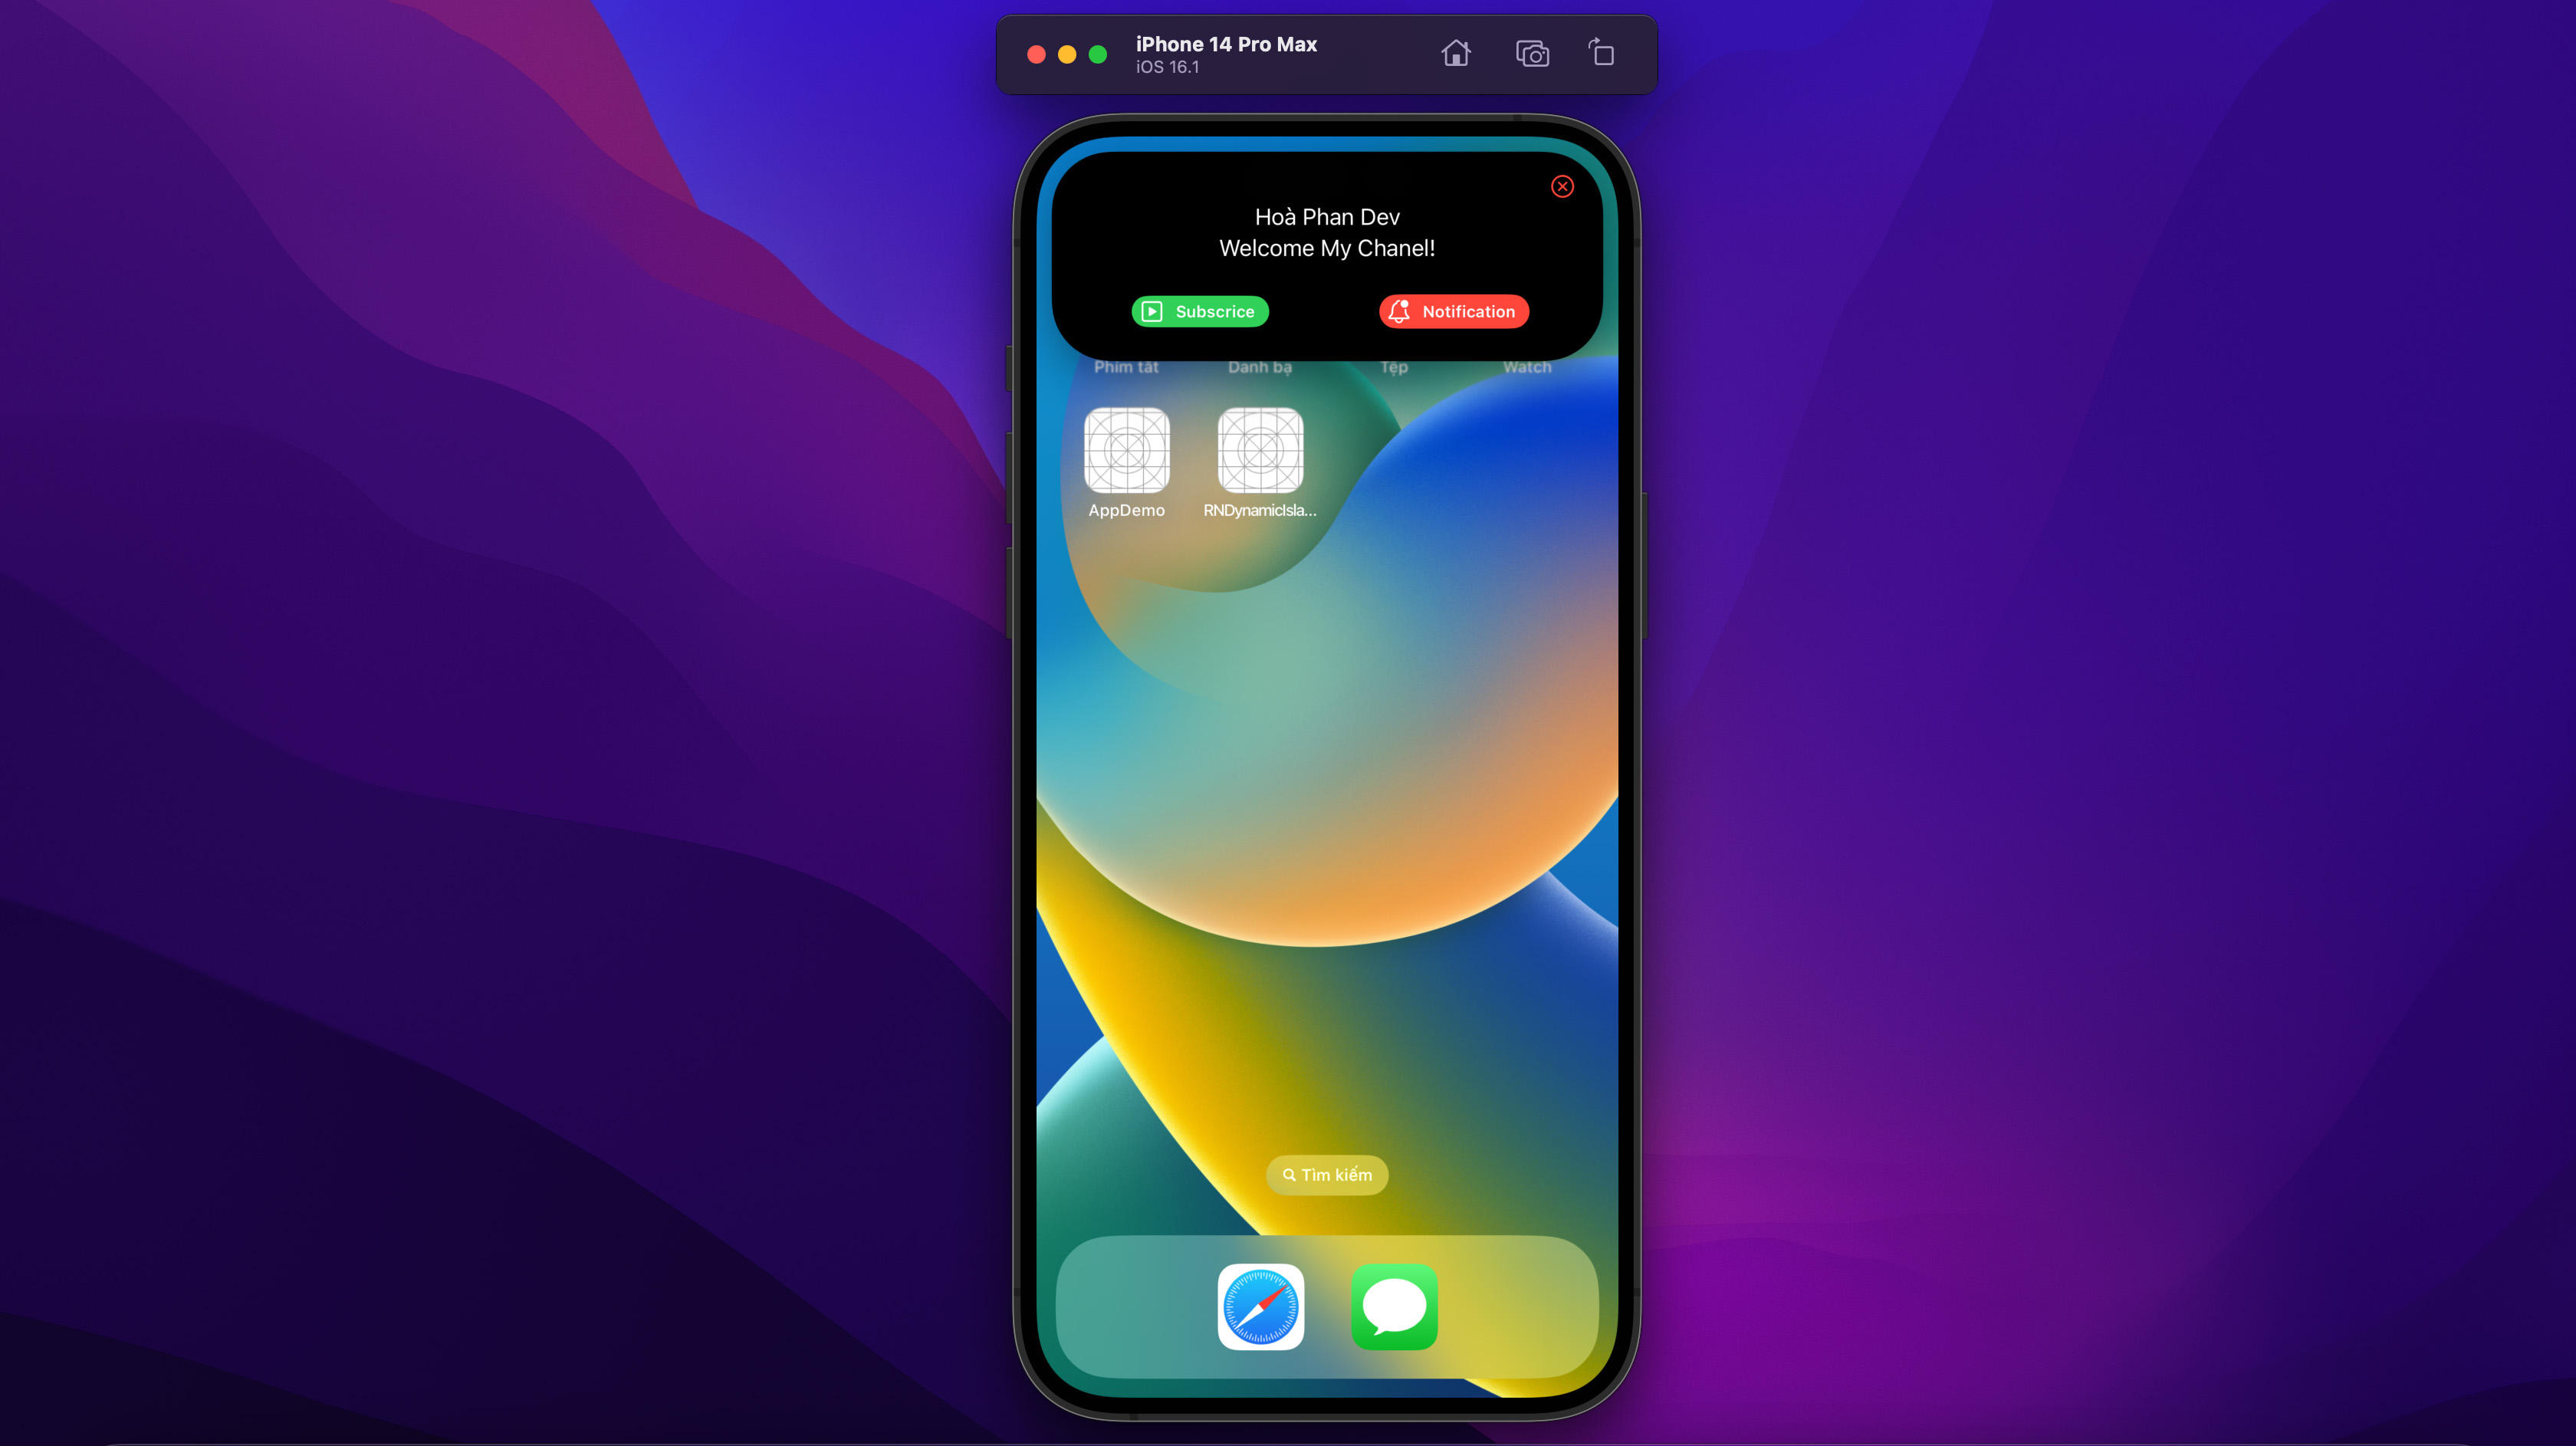 iPhone 14 Pro Max
iOS 16.1
Hoà Phan Dev
Welcome My Chanel!
Subscrice
Notification
Phím tắt
Danh bạ
Tệp
Watch
AppDemo
RNDynamicIsla...
Tìm kiếm